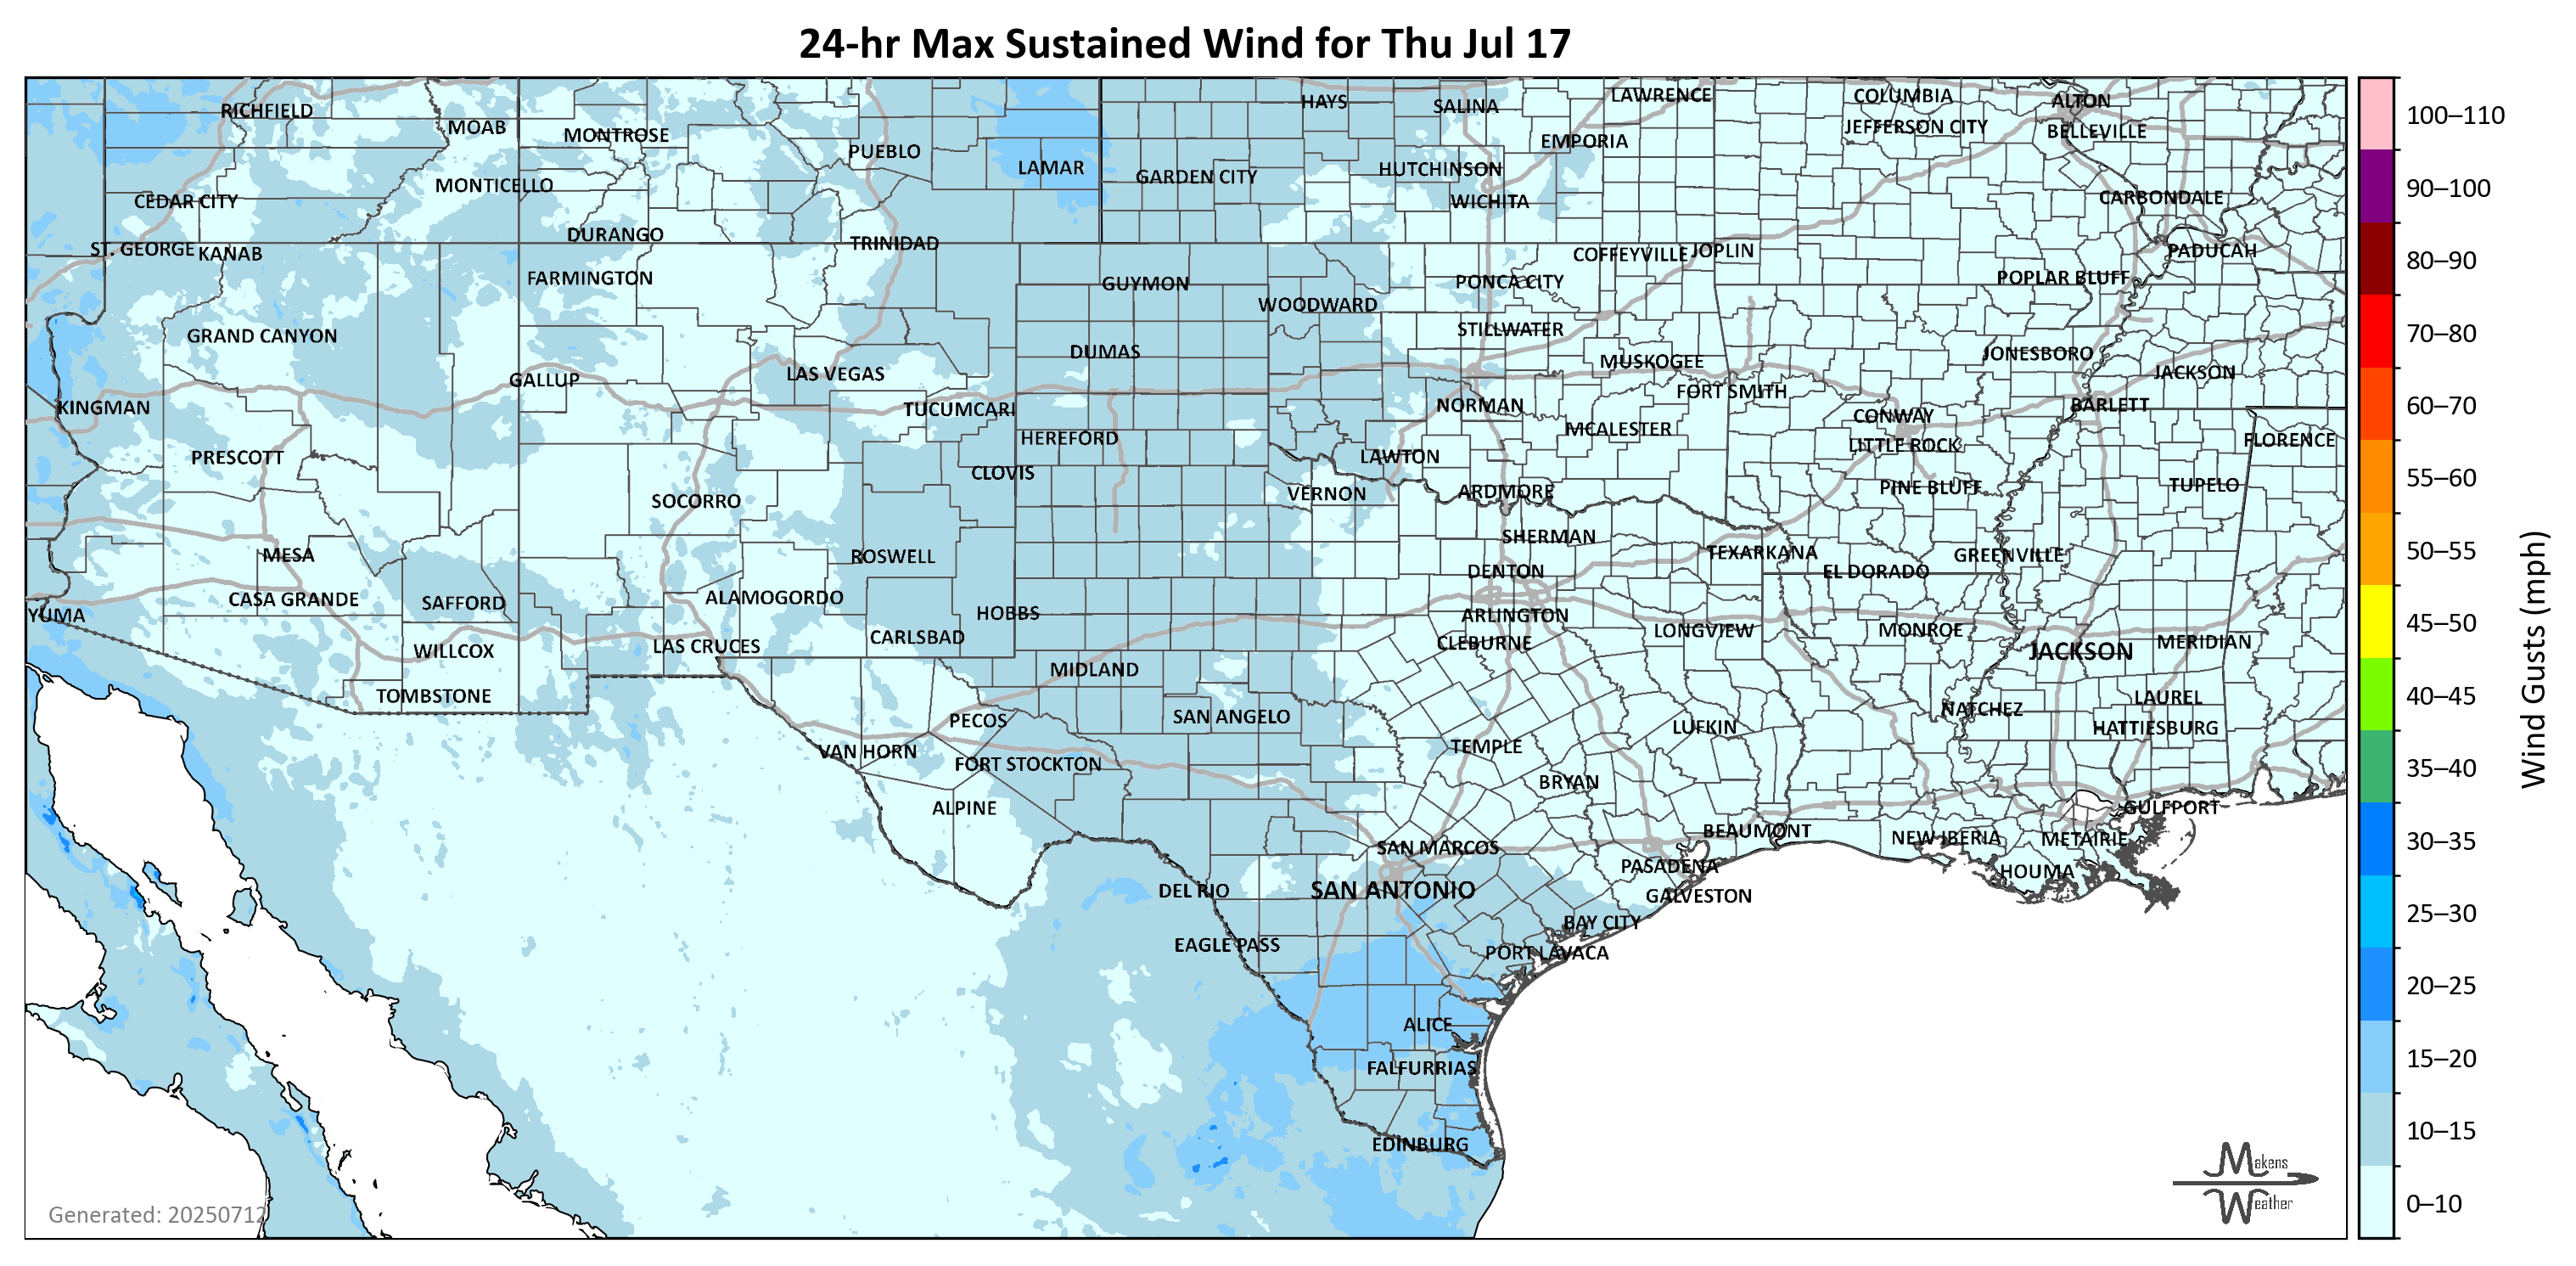 24-hr Max Sustained Wind for Thu Jul 17
RICHFIELD
MOAB
MONTROSE
PUEBLO
LAMAR
HAYS
SALINA
LAWRENCE
COLUMBIA
ALTON
JEFFERSON CITY
BELLEVILLE
EMPORIA
HUTCHINSON
GARDEN CITY
MONTICELLO
CEDAR CITY
WICHITA
CARBONDALE
DURANGO
TRINIDAD
ST. GEORGE
KANAB
COFFEYVILLE
JOPLIN
PADUCAH
FARMINGTON
GUYMON
PONCA CITY
POPLAR BLUFF
WOODWARD
GRAND CANYON
STILLWATER
DUMAS
MUSKOGEE
JONESBORO
JACKSON
GALLUP
LAS VEGAS
FORT SMITH
KINGMAN
TUCUMCARI
NORMAN
CONWAY
BARLETT
HEREFORD
MCALESTER
LITTLE ROCK
FLORENCE
PRESCOTT
CLOVIS
LAWTON
SOCORRO
VERNON
ARDMORE
PINE BLUFF
TUPELO
MESA
ROSWELL
SHERMAN
TEXARKANA
GREENVILLE
DENTON
EL DORADO
CASA GRANDE
SAFFORD
ALAMOGORDO
HOBBS
YUMA
ARLINGTON
CARLSBAD
CLEBURNE
LONGVIEW
MONROE
JACKSON
MERIDIAN
WILLCOX
LAS CRUCES
MIDLAND
TOMBSTONE
LAUREL
PECOS
SAN ANGELO
NATCHEZ
LUFKIN
HATTIESBURG
VAN HORN
TEMPLE
FORT STOCKTON
BRYAN
ALPINE
GULFPORT
BEAUMONT
NEW IBERIA
METAIRIE
SAN MARCOS
PASADENA
HOUMA
DEL RIO
SAN ANTONIO
GALVESTON
BAY CITY
EAGLE PASS
PORT LAVACA
ALICE
FALFURRIAS
EDINBURG
Generated: 20250712
Makens
Weather
100–110
90–100
80–90
70–80
60–70
55–60
50–55
45–50
40–45
35–40
30–35
25–30
20–25
15–20
10–15
0–10
Wind Gusts (mph)